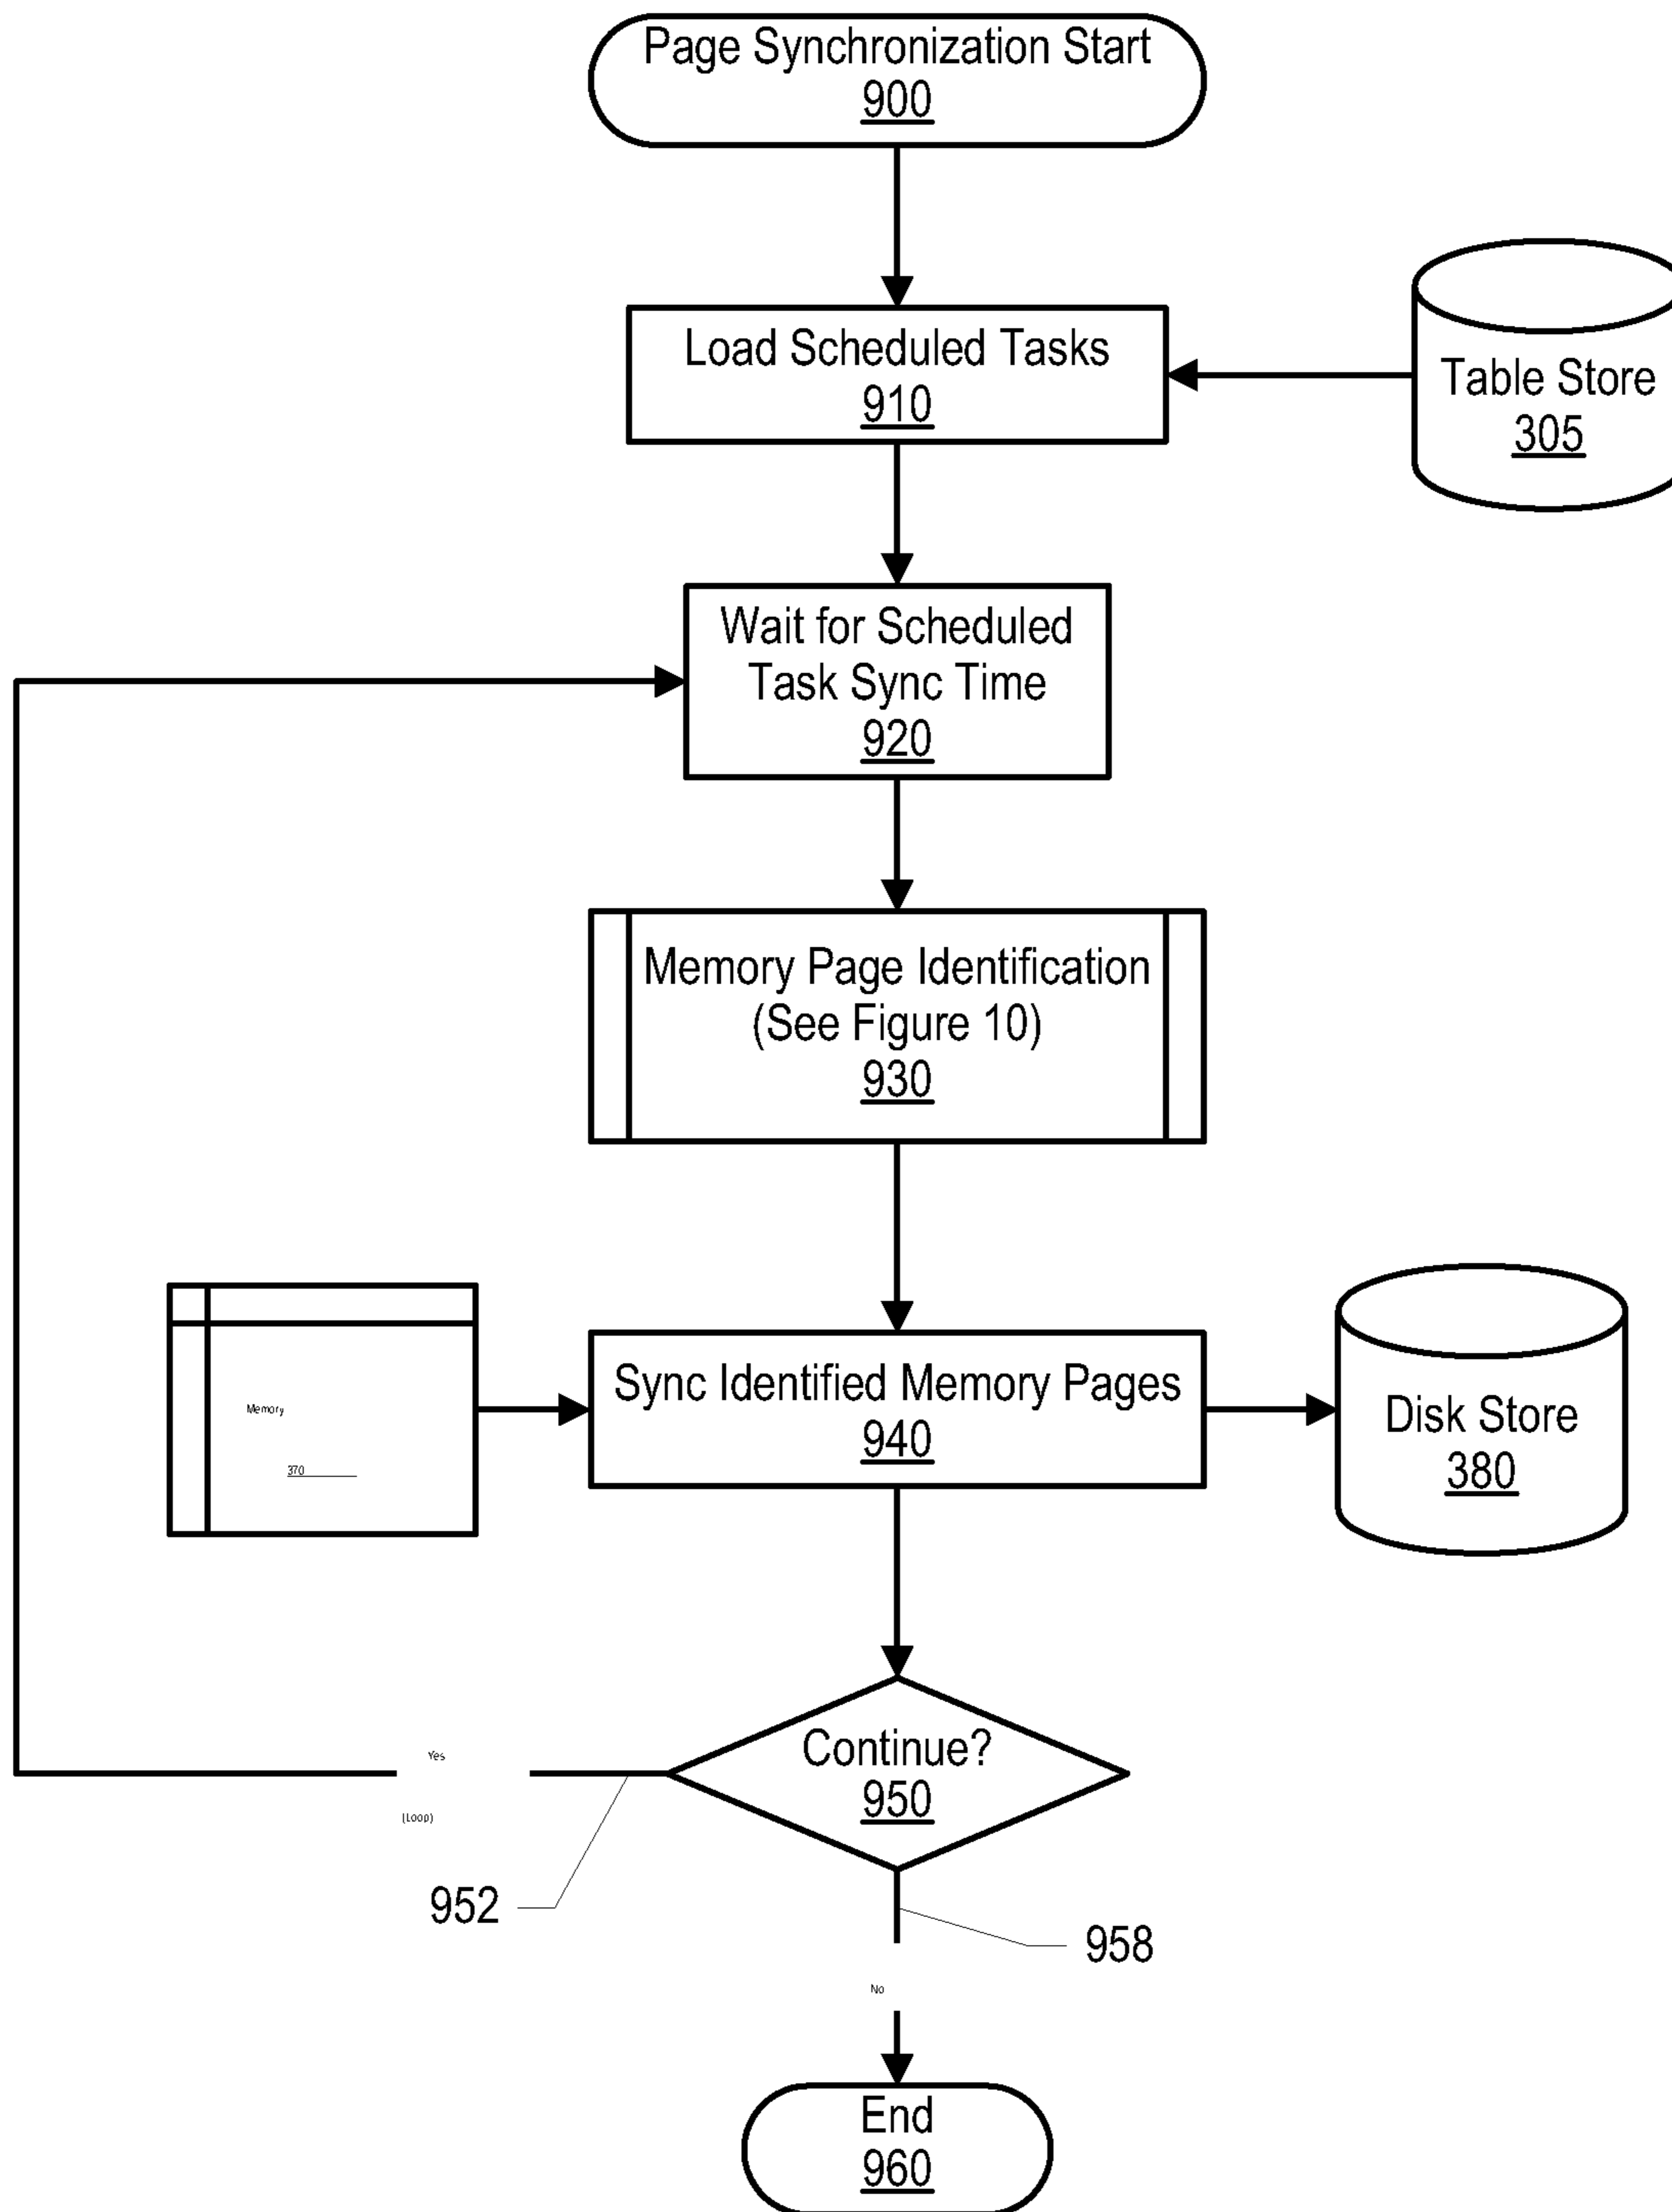 Page Synchronization Start
900
Load Scheduled Tasks
910
Table Store
305
Wait for Scheduled
Task Sync Time
920
Memory Page Identification
(See Figure 10)
930
Memory
370
Sync Identified Memory Pages
940
Disk Store
380
Continue?
950
Yes
(Loop)
952
958
No
End
960